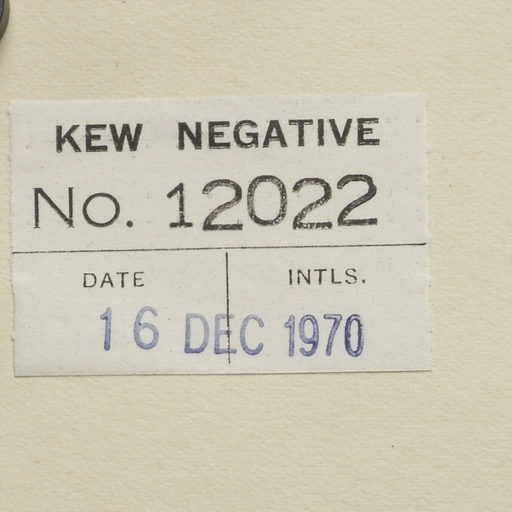 KEW NEGATIVE
No. 12022
DATE INTLS.
16 DEC 1970